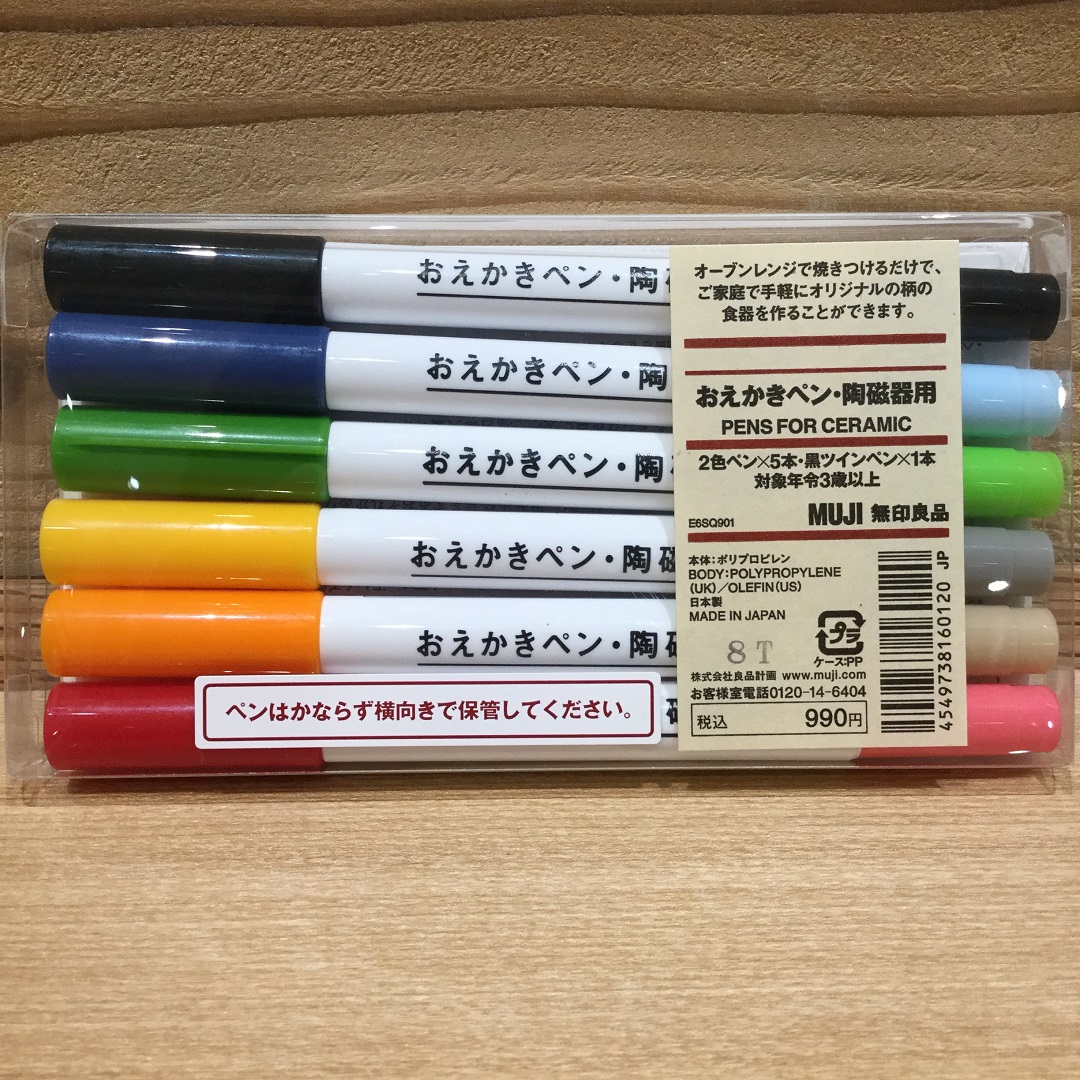 おえかきペン・陶
おえかきペン・陶
おえかきペン・陶
おえかきペン・陶磁
おえかきペン・陶磁
ペンはかならず横向きで保管してください。
オーブンレンジで焼きつけるだけで、
ご家庭で手軽にオリジナルの柄の
食器を作ることができます。
おえかきペン・陶磁器用
PENS FOR CERAMIC
2色ペン×5本・黒ツインペン×1本
対象年令3歳以上
E6SQ901 MUJI 無印良品
本体:ポリプロピレン
BODY:POLYPROPYLENE
(UK)/OLEFIN(US)
日本製
MADE IN JAPAN
8T
プラ
ケース:PP
株式会社良品計画 www.muji.com
お客様室電話0120-14-6404
税込 990円
4549738160120 JP